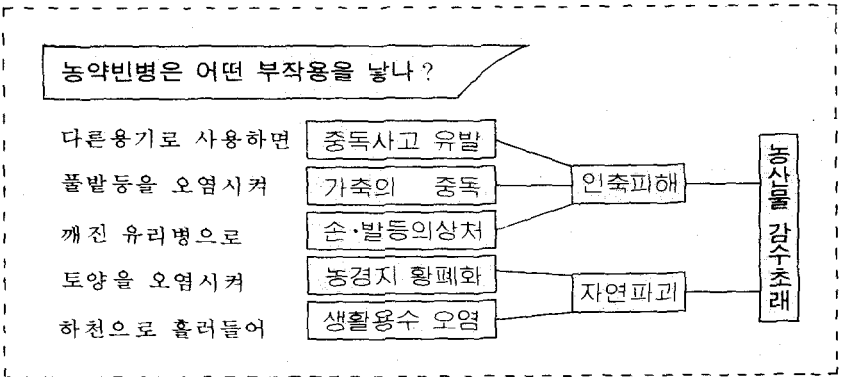 농약빈병은 어떤 부작용을 낳나?
다른용기로 사용하면 중독사고 유발
풀밭등을 오염시켜 가축의 중독
깨진 유리병으로 손·발등의상처
토양을 오염시켜 농경지 황폐화
하천으로 흘러들어 생활용수 오염
인축피해
자연파괴
농산물 감수초래